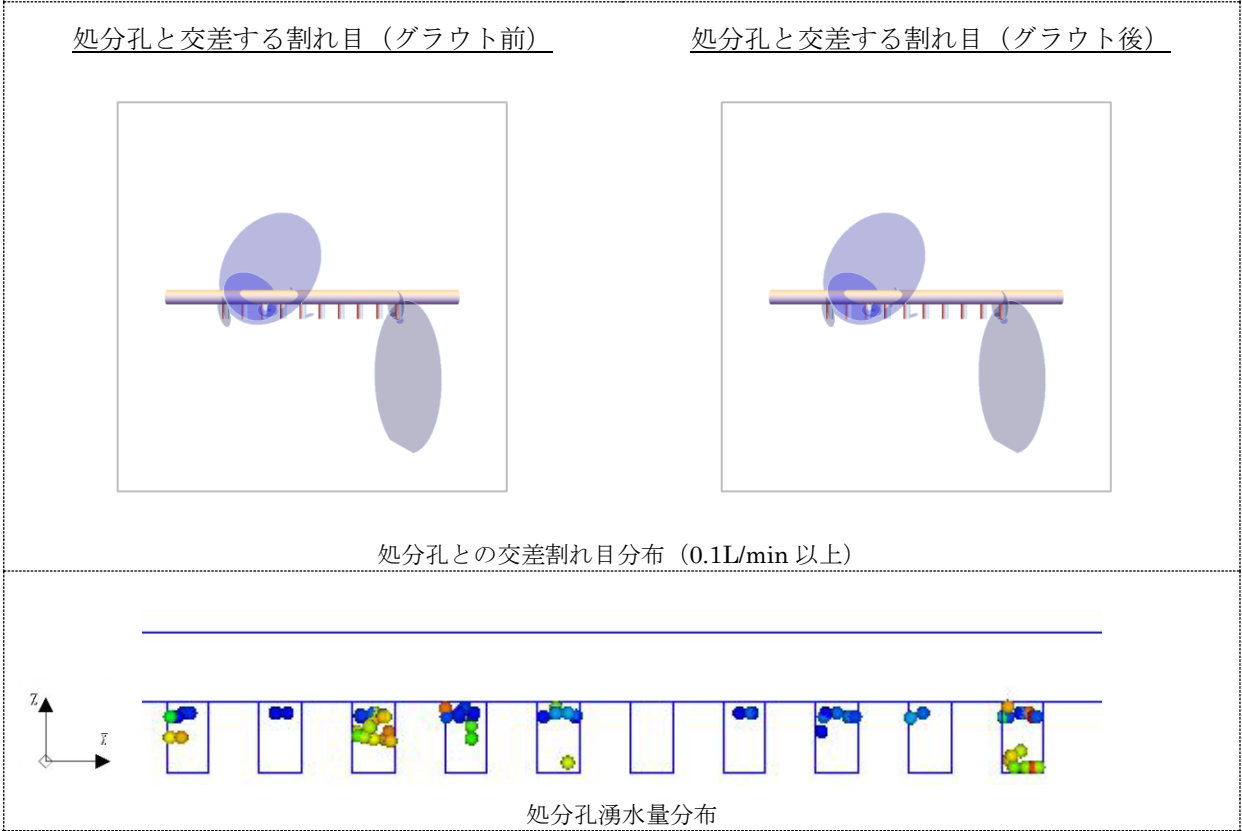 処分孔と交差する割れ目（グラウト前）
処分孔と交差する割れ目（グラウト後）
処分孔との交差割れ目分布（0.1L/min 以上）
Z
処分孔湧水量分布